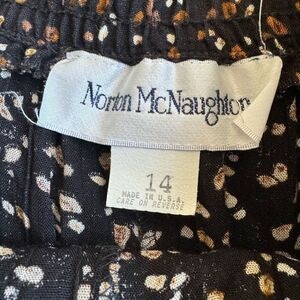 Norton McNaughton
14
MADE IN U.S.A.
CARE ON REVERSE